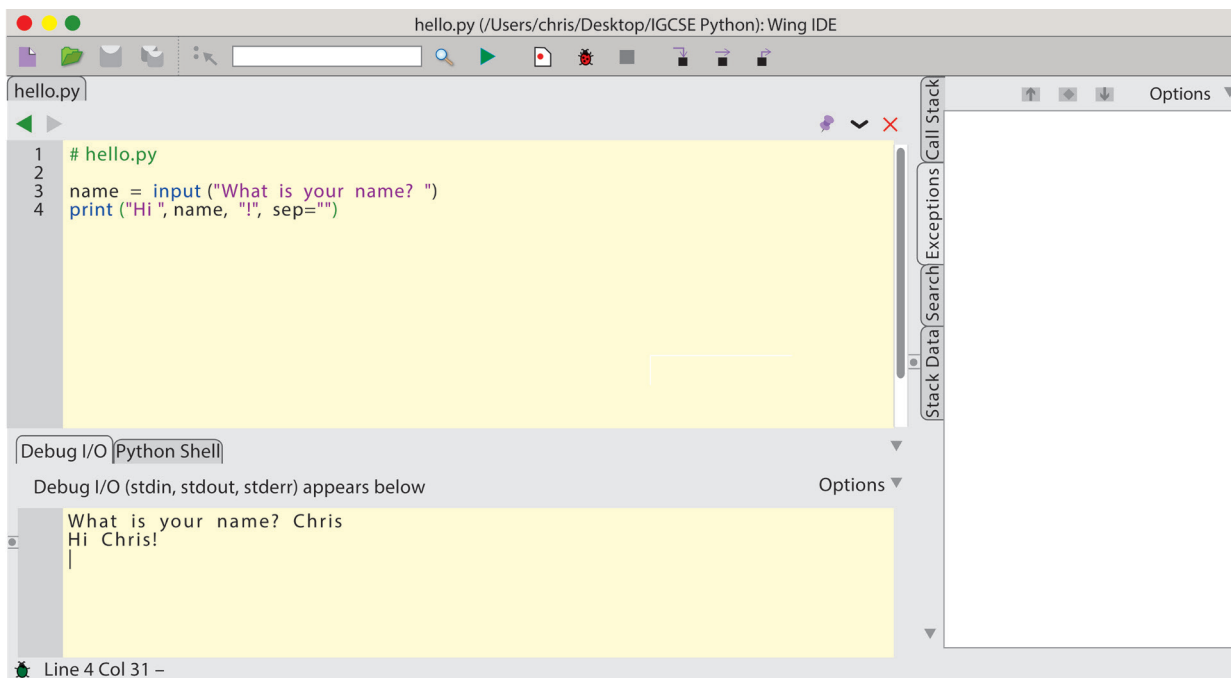 hello.py (/Users/chris/Desktop/IGCSE Python): Wing IDE
hello.py
Options
1 # hello.py
2
3 name = input ("What is your name? ")
4 print ("Hi ", name, "!", sep="")
Call Stack
Exceptions
Search
Stack Data
Debug I/O
Python Shell
Debug I/O (stdin, stdout, stderr) appears below
Options
What is your name? Chris
Hi Chris!
Line 4 Col 31 –